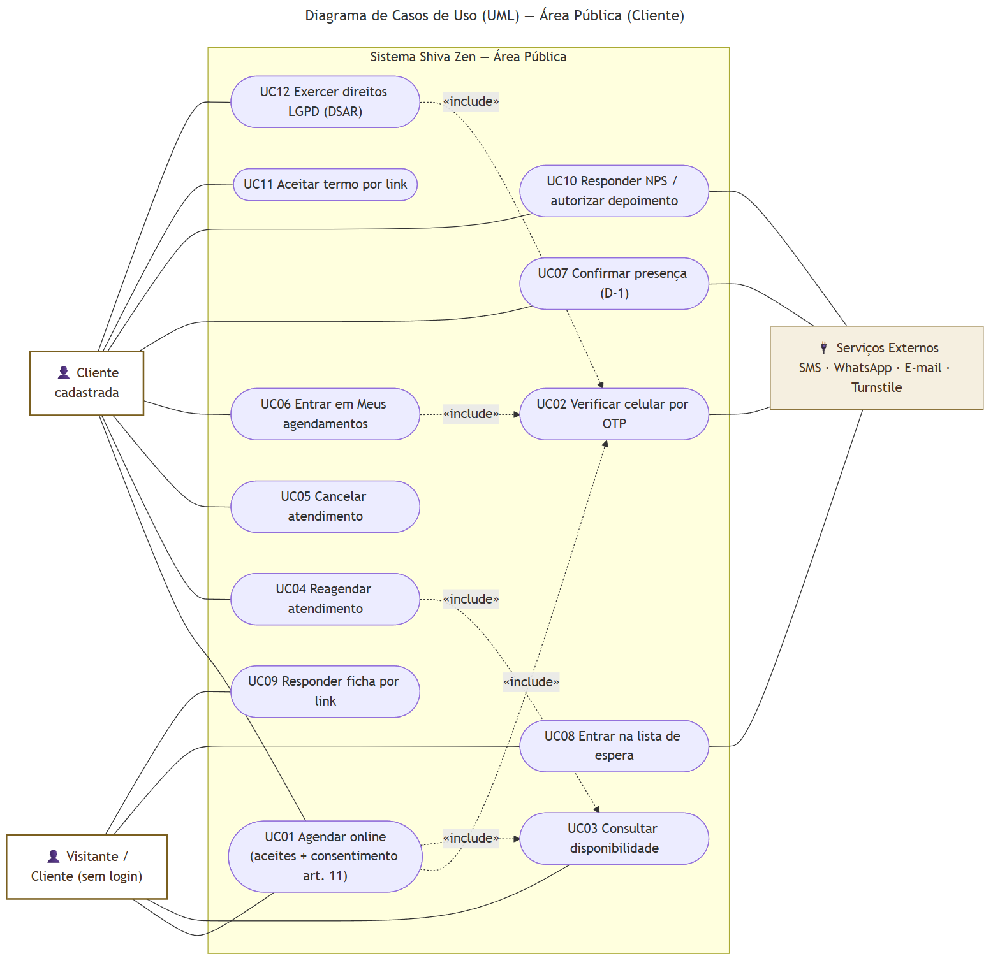 Diagrama de Casos de Uso (UML) — Área Pública (Cliente)
Sistema Shiva Zen — Área Pública
UC12 Exercer direitos
LGPD (DSAR)
«include»
UC11 Aceitar termo por link
UC10 Responder NPS /
autorizar depoimento
UC07 Confirmar presença
(D-1)
Serviços Externos
SMS · WhatsApp · E-mail ·
Turnstile
Cliente
cadastrada
UC06 Entrar em Meus
agendamentos
«include»
UC02 Verificar celular por
OTP
UC05 Cancelar
atendimento
UC04 Reagendar
atendimento
«include»
UC09 Responder ficha por
link
«include»
UC08 Entrar na lista de
espera
Visitante /
Cliente (sem login)
UC01 Agendar online
(aceites + consentimento
art. 11)
«include»
UC03 Consultar
disponibilidade